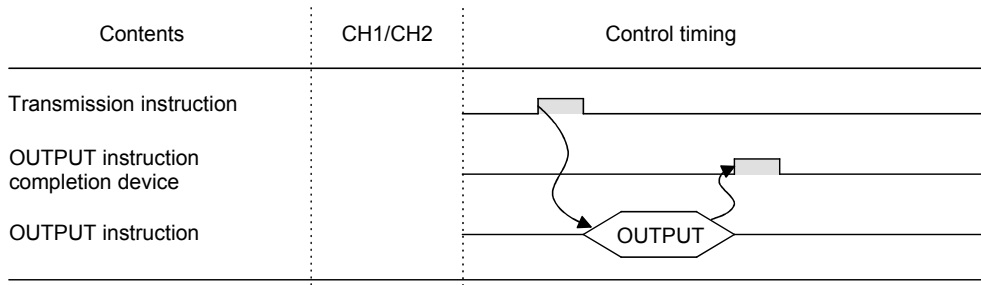 Contents CH1/CH2 Control timing
Transmission instruction
OUTPUT instruction
completion device
OUTPUT instruction
OUTPUT